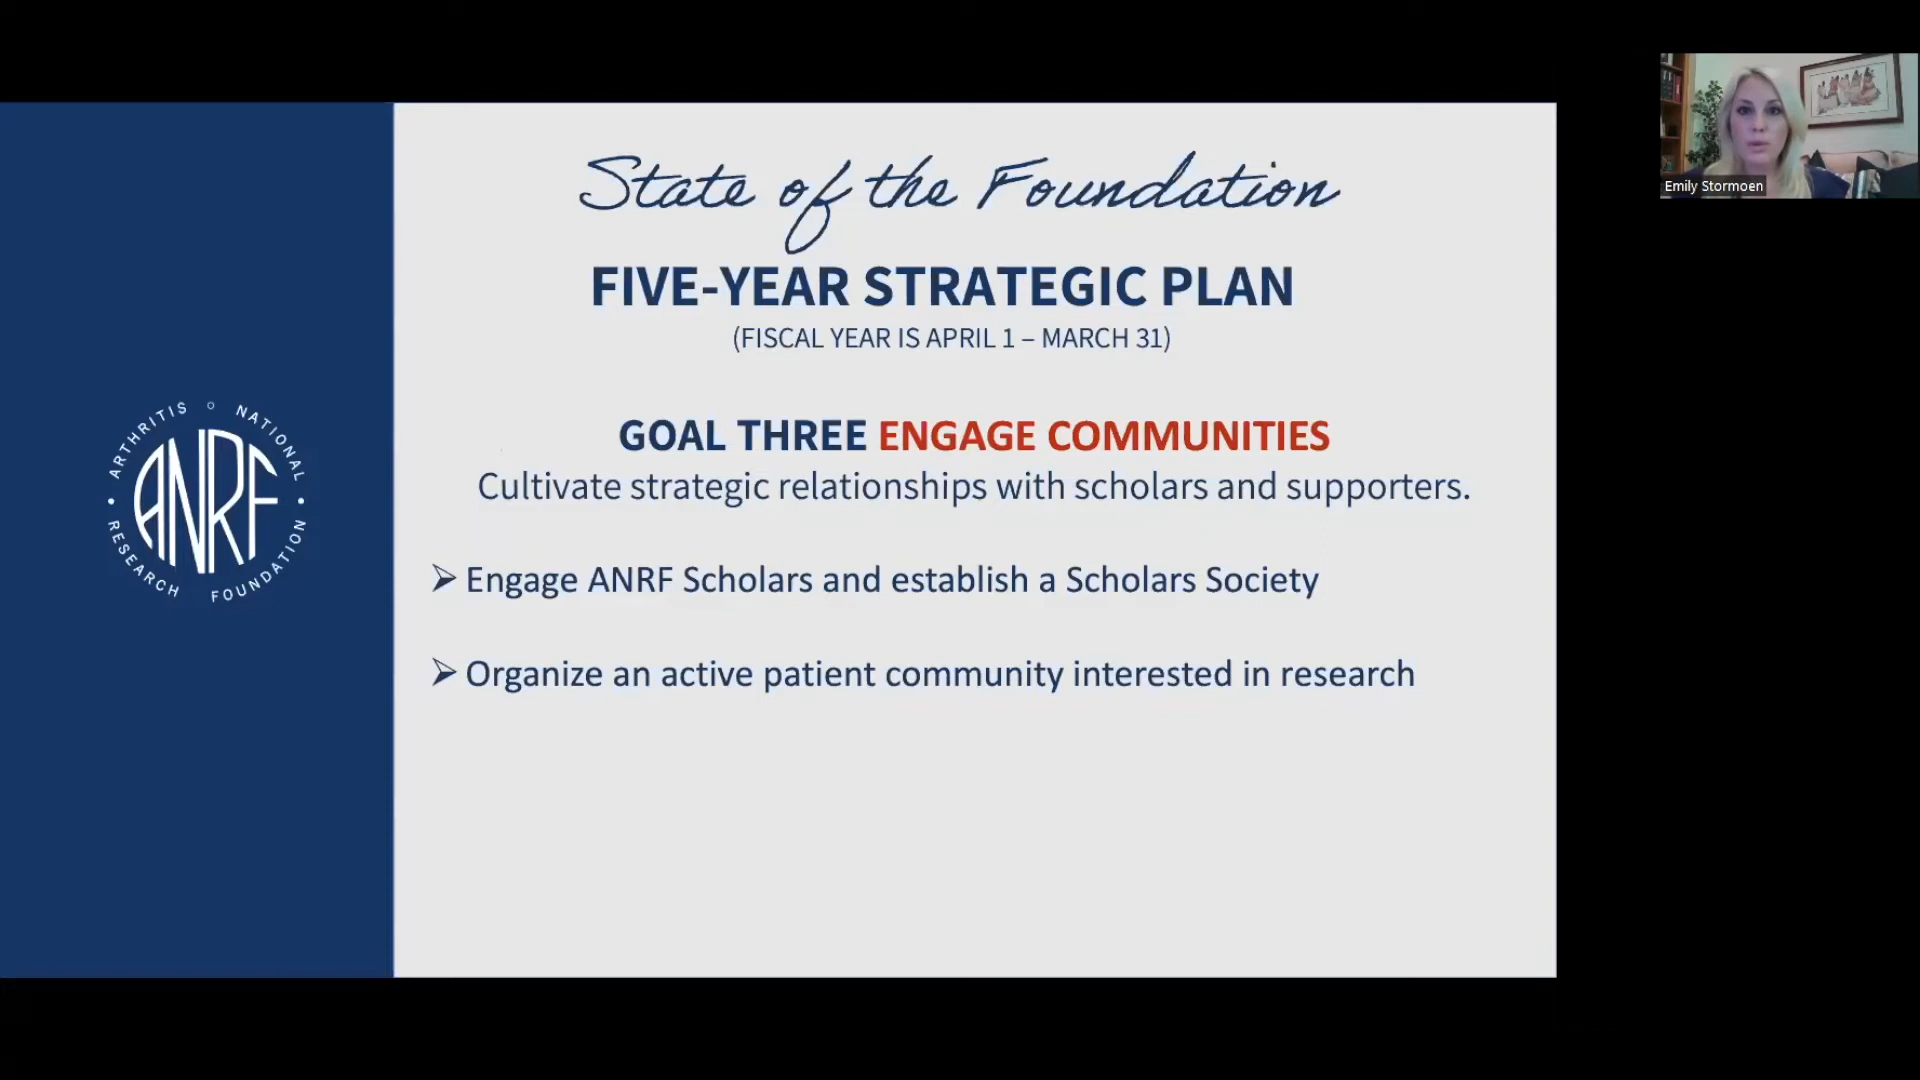 State of the Foundation
FIVE-YEAR STRATEGIC PLAN
(FISCAL YEAR IS APRIL 1 – MARCH 31)
GOAL THREE ENGAGE COMMUNITIES
Cultivate strategic relationships with scholars and supporters.
➢ Engage ANRF Scholars and establish a Scholars Society
➢ Organize an active patient community interested in research
ARTHRITIS NATIONAL
ANRF
RESEARCH FOUNDATION
Emily Stormoen